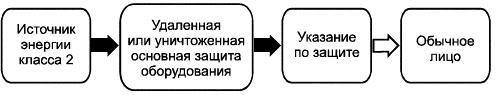 Источник
энергии
класса 2
Удаленная
или уничтоженная
основная защита
оборудования
Указание
по защите
Обычное
лицо